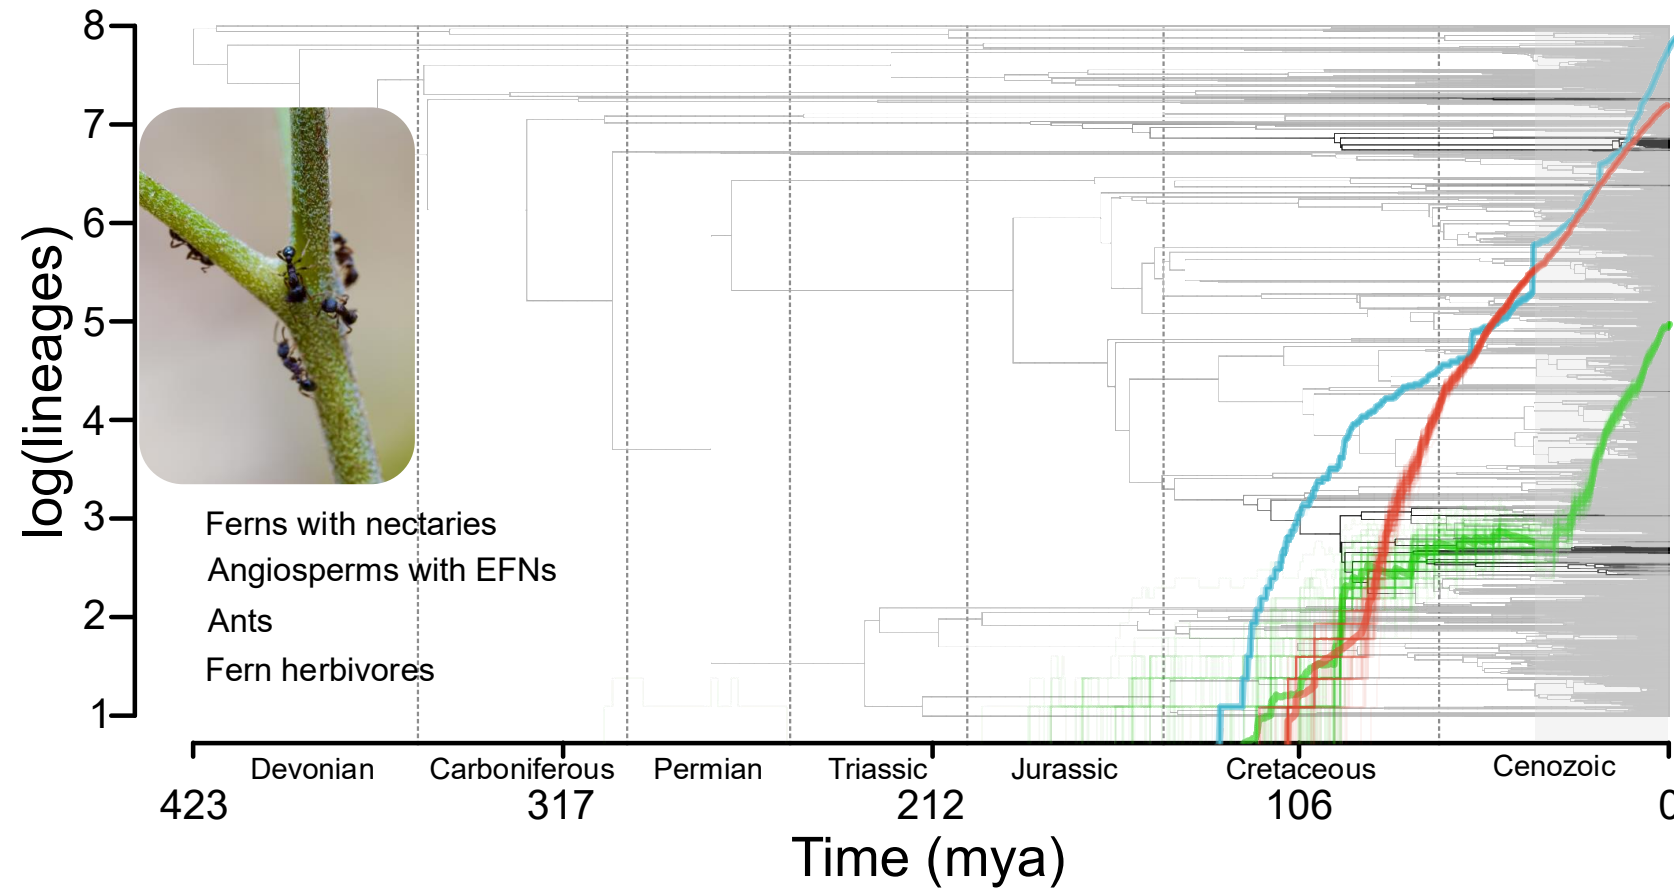 8
7
6
5
4
3
2
1
log(lineages)
Ferns with nectaries
Angiosperms with EFNs
Ants
Fern herbivores
Devonian Carboniferous Permian Triassic Jurassic Cretaceous Cenozoic
423 317 212 106 0
Time (mya)